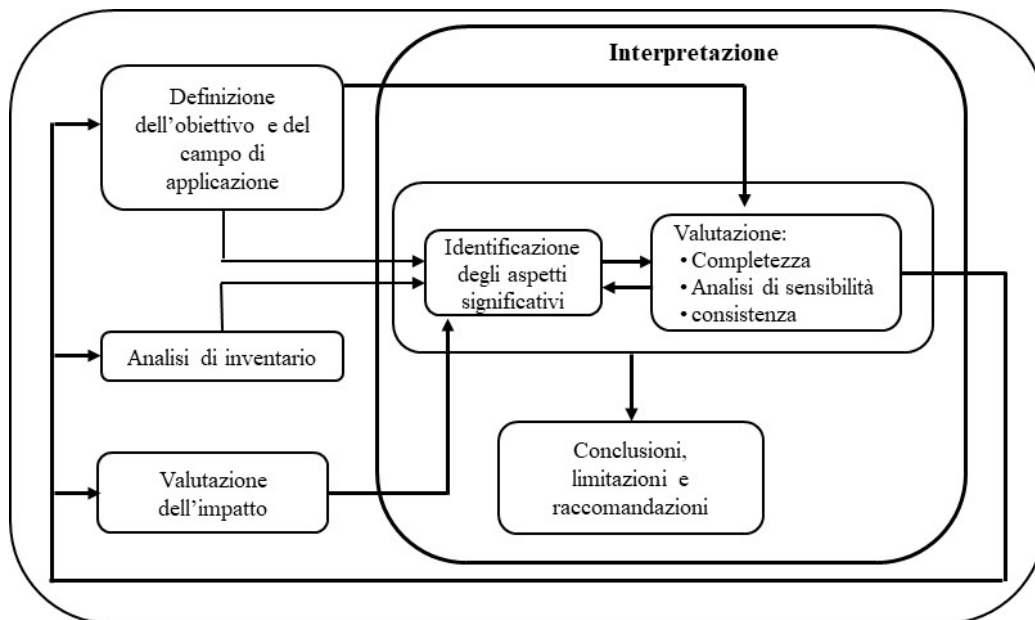 Interpretazione
Definizione
dell’obiettivo e del
campo di
applicazione
Identificazione
degli aspetti
significativi
Valutazione:
• Completezza
• Analisi di sensibilità
• consistenza
Analisi di inventario
Valutazione
dell’impatto
Conclusioni,
limitazioni e
raccomandazioni